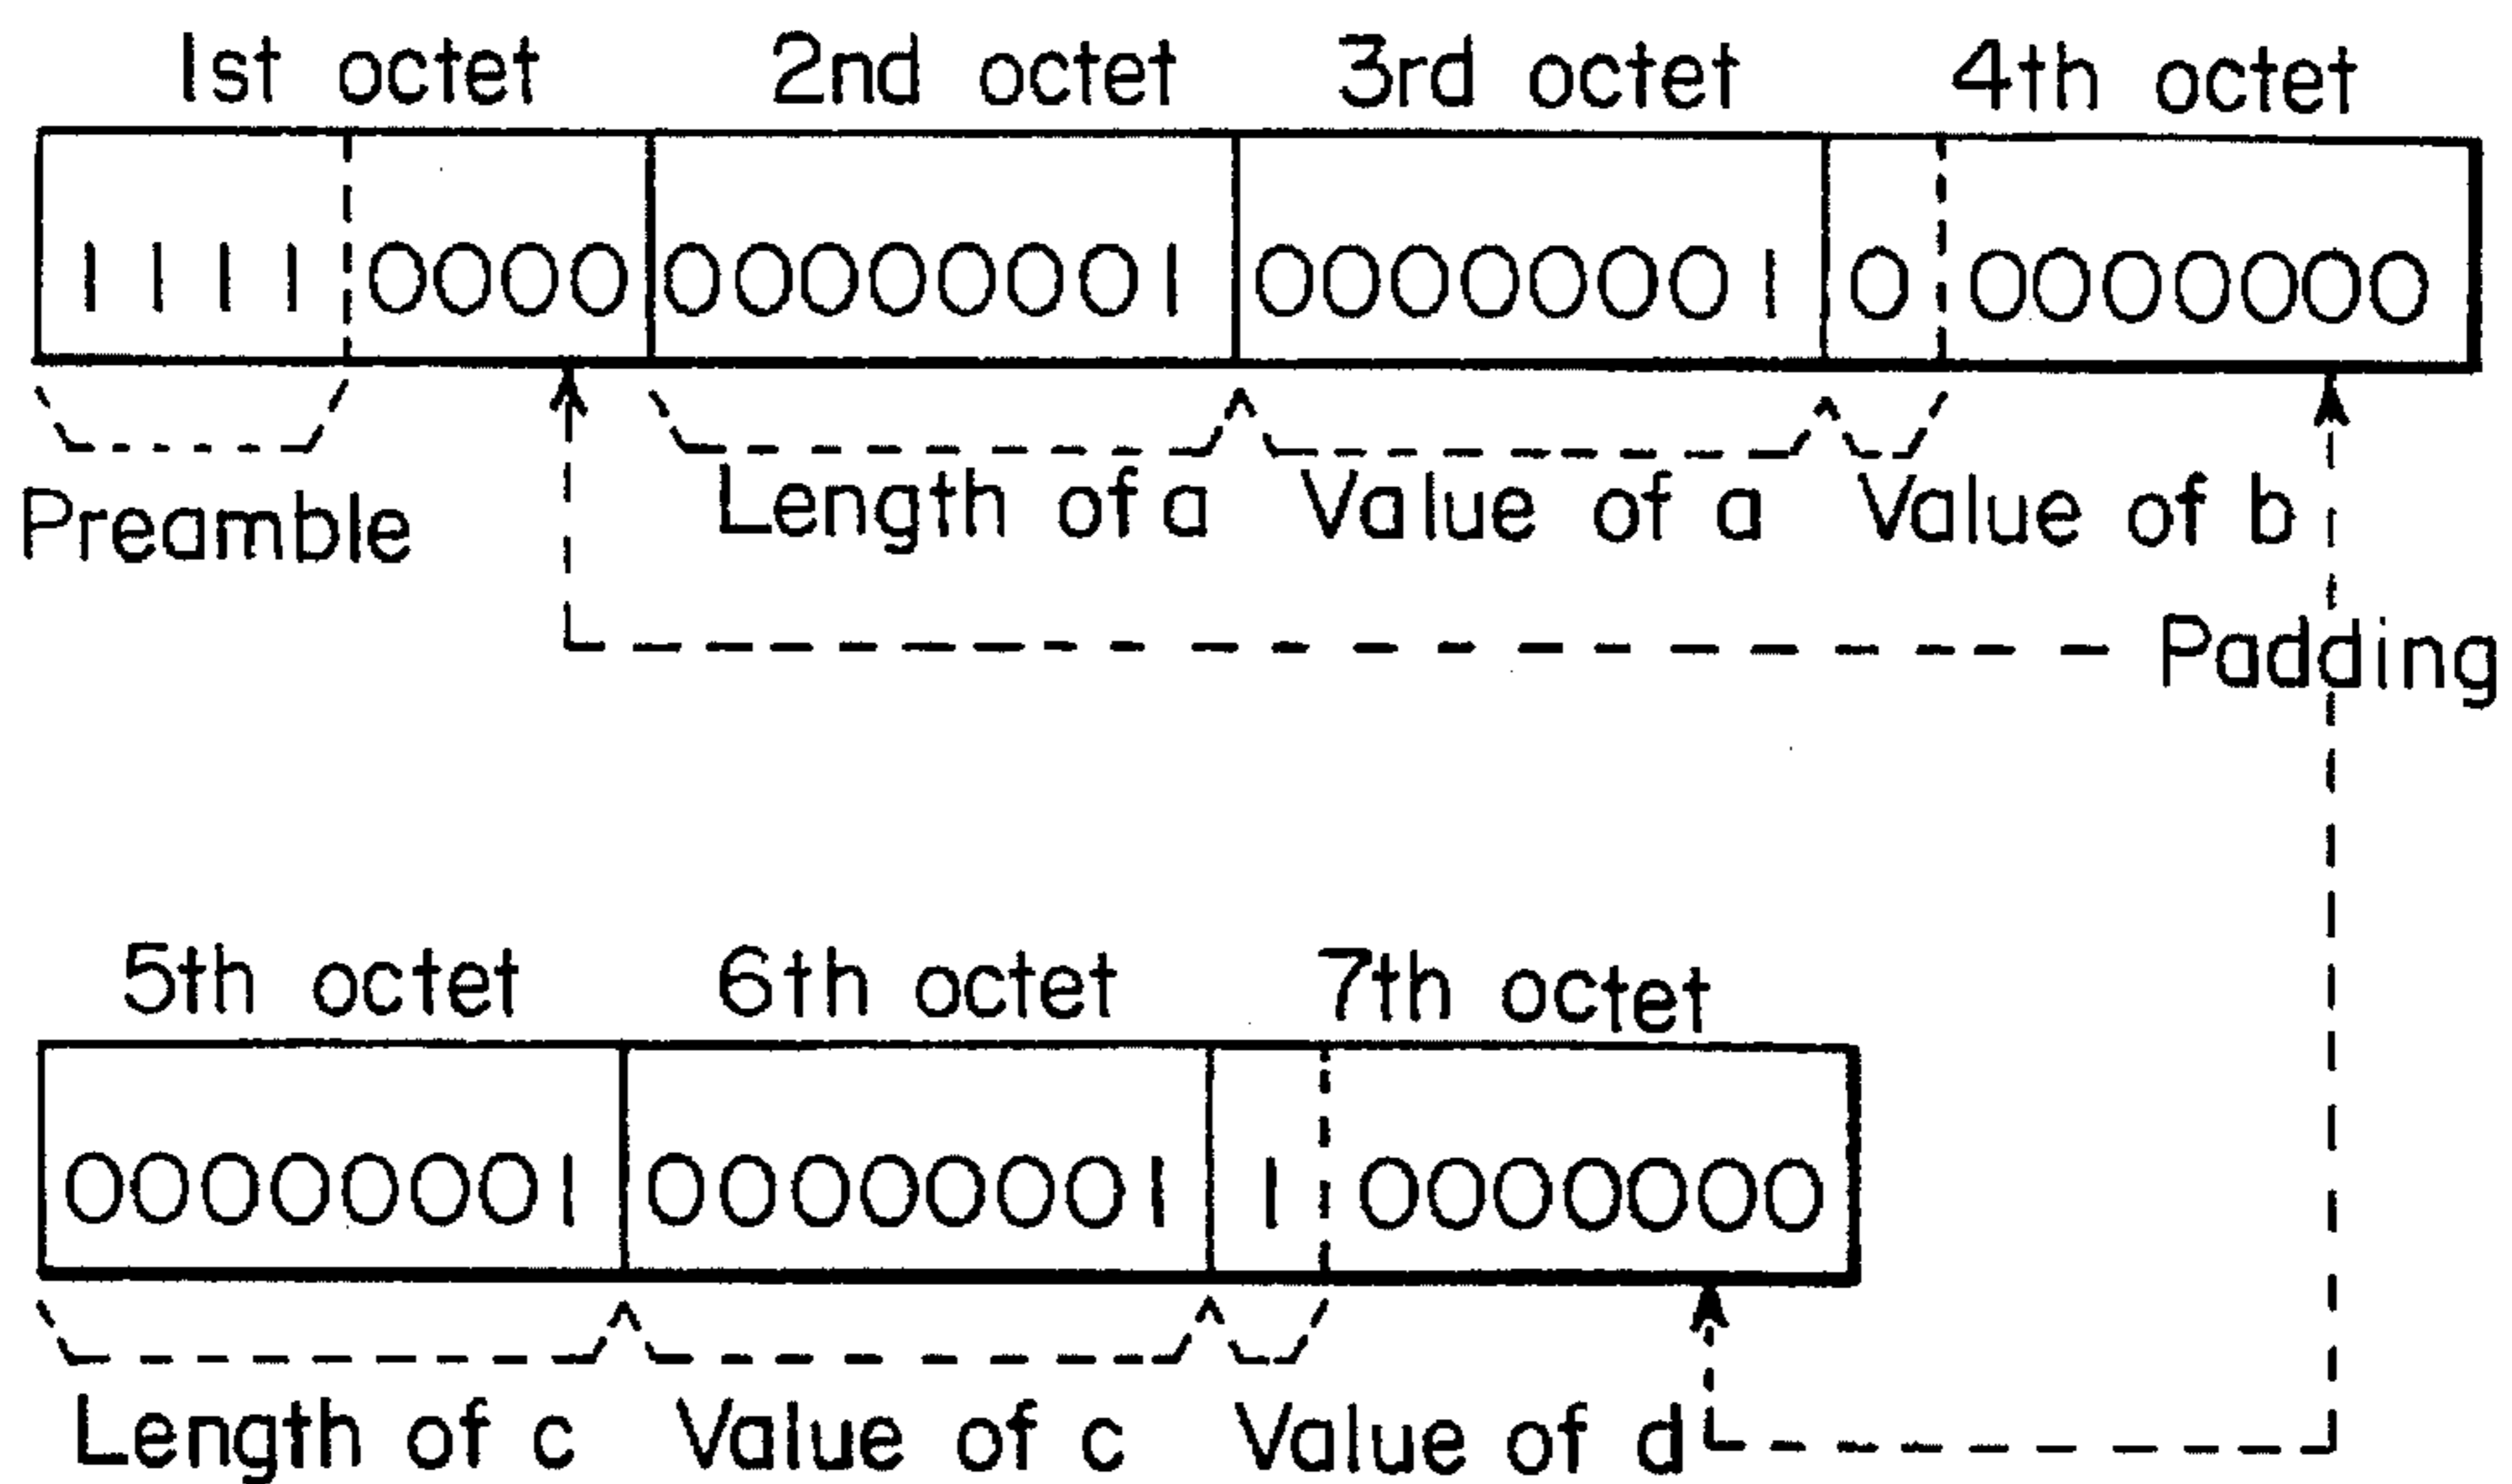 1st octet 2nd octet 3rd octet 4th octet
1111 0000 00000001 00000001 0 0000000
Preamble Length of a Value of a Value of b
Padding
5th octet 6th octet 7th octet
00000001 00000001 1 0000000
Length of c Value of c Value of d